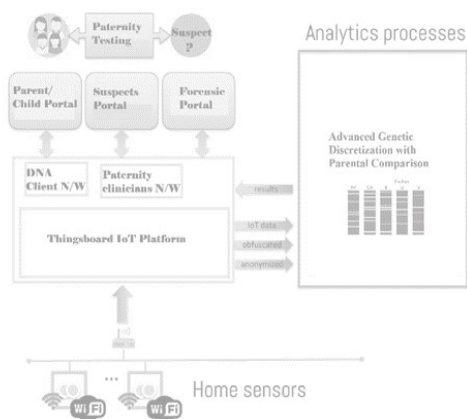 Paternity
Testing
Suspect
?
Analytics processes
Parent/
Child Portal
Suspects
Portal
Forensic
Portal
DNA
Client N/W
Paternity
clinicians N/W
Thingsboard IoT Platform
results
IoT data
obfuscated
anonymized
Advanced Genetic
Discretization with
Parental Comparison
...
Wi Fi
Wi Fi
Home sensors